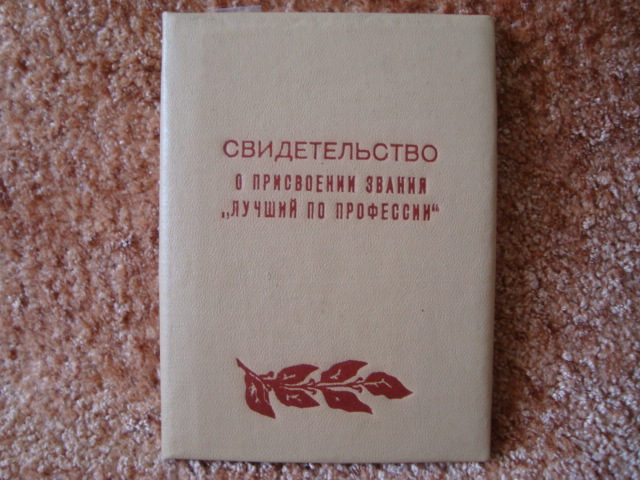 СВИДЕТЕЛЬСТВО
О ПРИСВОЕНИИ ЗВАНИЯ
„ЛУЧШИЙ ПО ПРОФЕССИИ“